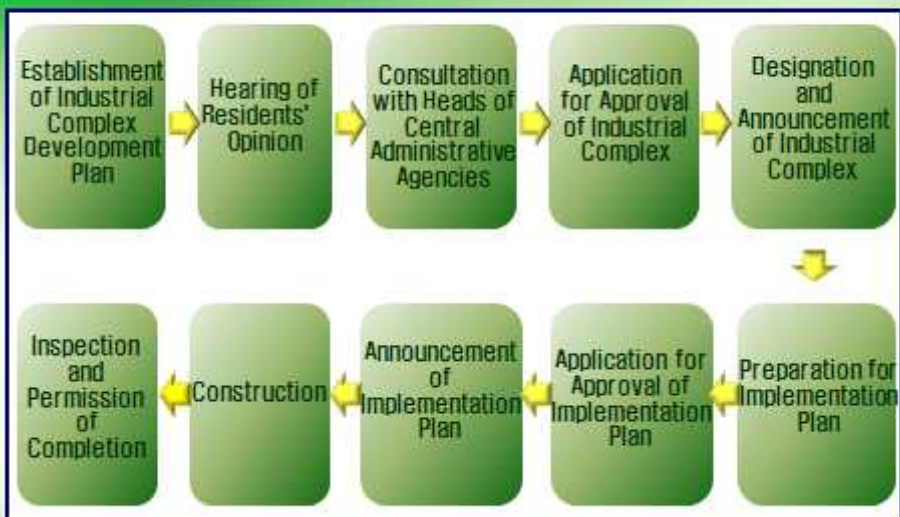 Establishment
of Industrial
Complex
Development
Plan
Hearing of
Residents'
Opinion
Consultation
with Heads of
Central
Administrative
Agencies
Application
for Approval
of Industrial
Complex
Designation
and
Announcement
of Industrial
Complex
Preparation for
Implementation
Plan
Application for
Approval of
Implementation
Plan
Announcement
of
Implementation
Plan
Construction
Inspection
and
Permission
of
Completion